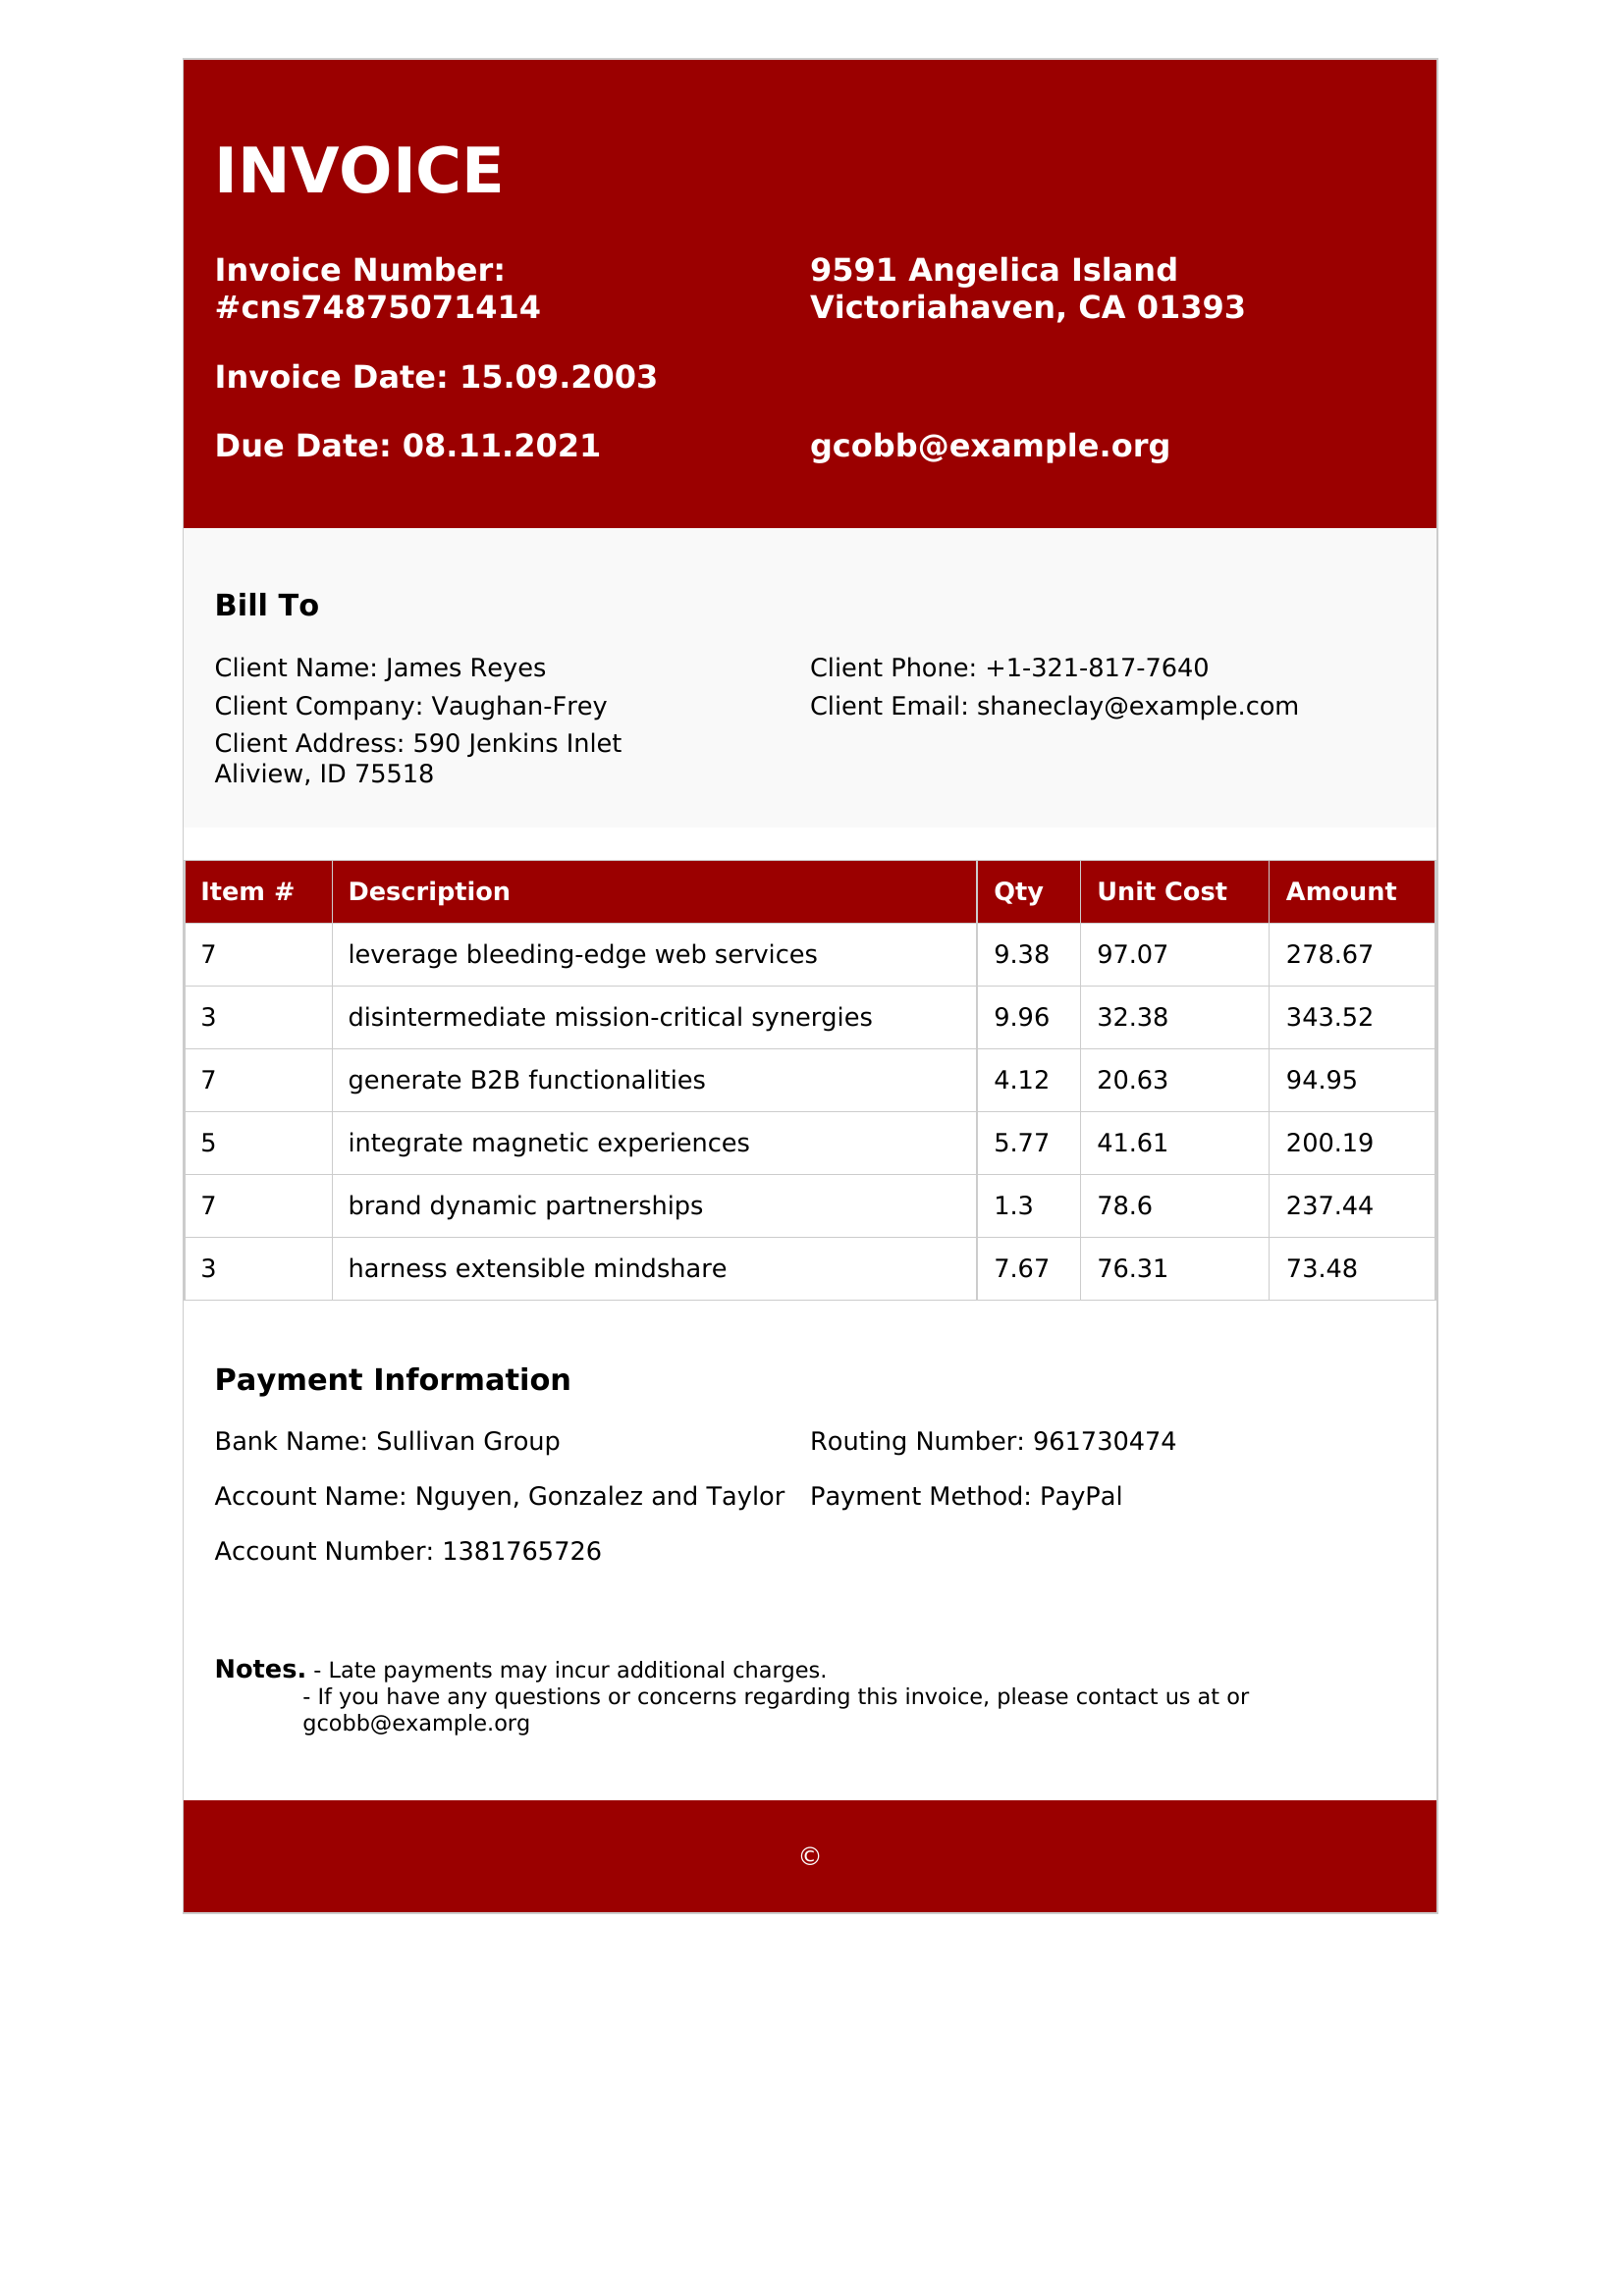 INVOICE
Invoice Number:
#cns74875071414
9591 Angelica Island
Victoriahaven, CA 01393
Invoice Date: 15.09.2003
Due Date: 08.11.2021
gcobb@example.org
Bill To
Client Name: James Reyes
Client Phone: +1-321-817-7640
Client Company: Vaughan-Frey
Client Email: shaneclay@example.com
Client Address: 590 Jenkins Inlet
Aliview, ID 75518
Item # Description Qty Unit Cost Amount
7 leverage bleeding-edge web services 9.38 97.07 278.67
3 disintermediate mission-critical synergies 9.96 32.38 343.52
7 generate B2B functionalities 4.12 20.63 94.95
5 integrate magnetic experiences 5.77 41.61 200.19
7 brand dynamic partnerships 1.3 78.6 237.44
3 harness extensible mindshare 7.67 76.31 73.48
Payment Information
Bank Name: Sullivan Group
Routing Number: 961730474
Account Name: Nguyen, Gonzalez and Taylor
Payment Method: PayPal
Account Number: 1381765726
Notes. - Late payments may incur additional charges.
- If you have any questions or concerns regarding this invoice, please contact us at or
gcobb@example.org
©